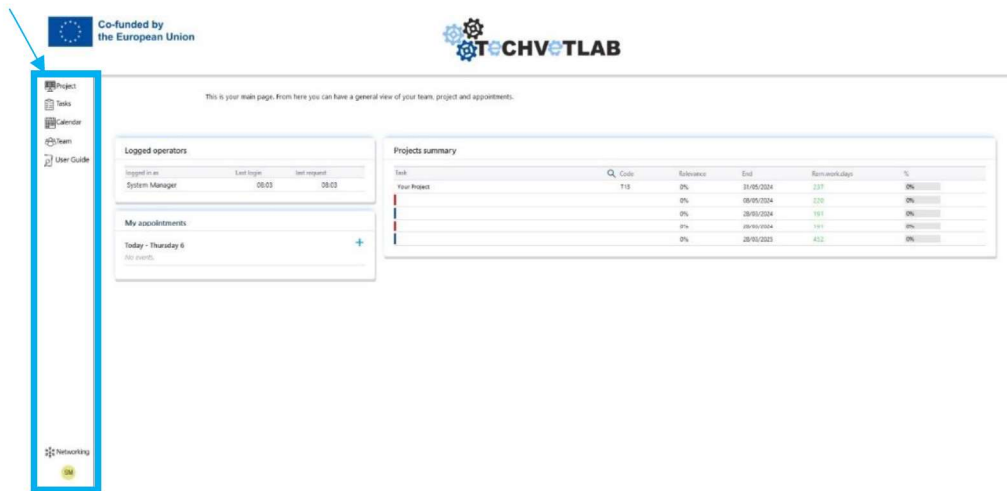 Co-funded by
the European Union
TECHVETLAB
Project
Tasks
Calendar
Team
User Guide
This is your main page. From here you can have a general view of your team, project and appointments.
Logged operators
logged in as Last login last request
System Manager 08:03 08:03
My appointments
Today - Thursday 6 +
No events
Projects summary
Task Code Relevance End Rem.work.days %
Your Project T15 0% 31/05/2024 237 0%
0% 08/05/2024 220 0%
0% 28/03/2024 191 0%
0% 28/03/2024 191 0%
0% 28/03/2025 452 0%
Networking
SM